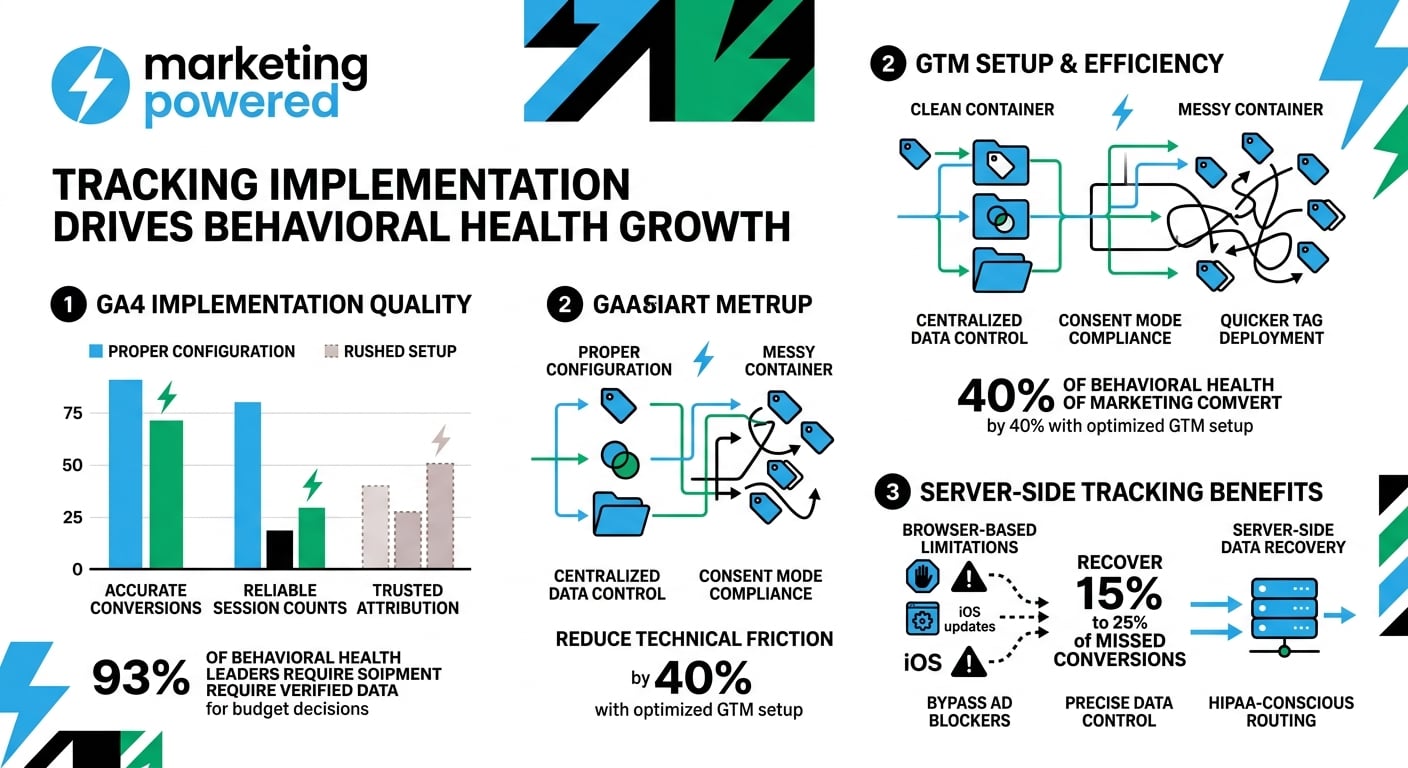 marketing
powered
TRACKING IMPLEMENTATION
DRIVES BEHAVIORAL HEALTH GROWTH
1 GA4 IMPLEMENTATION QUALITY
PROPER CONFIGURATION
RUSHED SETUP
75
50
25
0
ACCURATE
CONVERSIONS
RELIABLE
SESSION COUNTS
TRUSTED
ATTRIBUTION
93%
OF BEHAVIORAL HEALTH
LEADERS REQUIRE SOIPMENT
REQUIRE VERIFIED DATA
for budget decisions
2 METRUP
PROPER
CONFIGURATION
MESSY
CONTAINER
CENTRALIZED
DATA CONTROL
CONSENT MODE
COMPLIANCE
REDUCE TECHNICAL FRICTION
by 40%
with optimized GTM setup
2 GTM SETUP & EFFICIENCY
CLEAN CONTAINER
MESSY CONTAINER
CENTRALIZED
DATA CONTROL
CONSENT MODE
COMPLIANCE
QUICKER TAG
DEPLOYMENT
40%
OF BEHAVIORAL HEALTH
OF MARKETING COMVERT
by 40% with optimized GTM setup
3 SERVER-SIDE TRACKING BENEFITS
BROWSER-BASED
LIMITATIONS
iOS
updates
iOS
BYPASS AD
BLOCKERS
RECOVER
15%
to 25%
of MISSED
CONVERSIONS
PRECISE DATA
CONTROL
SERVER-SIDE
DATA RECOVERY
HIPAA-CONSCIOUS
ROUTING